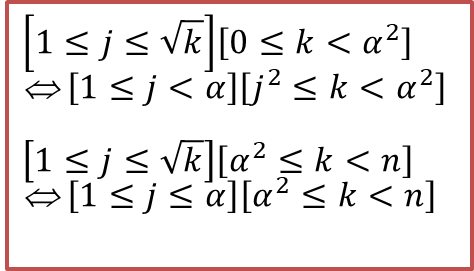 [1 ≤ j ≤ √k][0 ≤ k < α²]
⇔[1 ≤ j < α][j² ≤ k < α²]
[1 ≤ j ≤ √k][α² ≤ k < n]
⇔[1 ≤ j ≤ α][α² ≤ k < n]